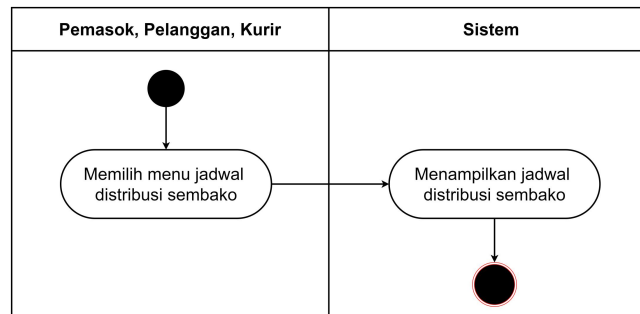 Pemasok, Pelanggan, Kurir
Sistem
Memilih menu jadwal
distribusi sembako
Menampilkan jadwal
distribusi sembako